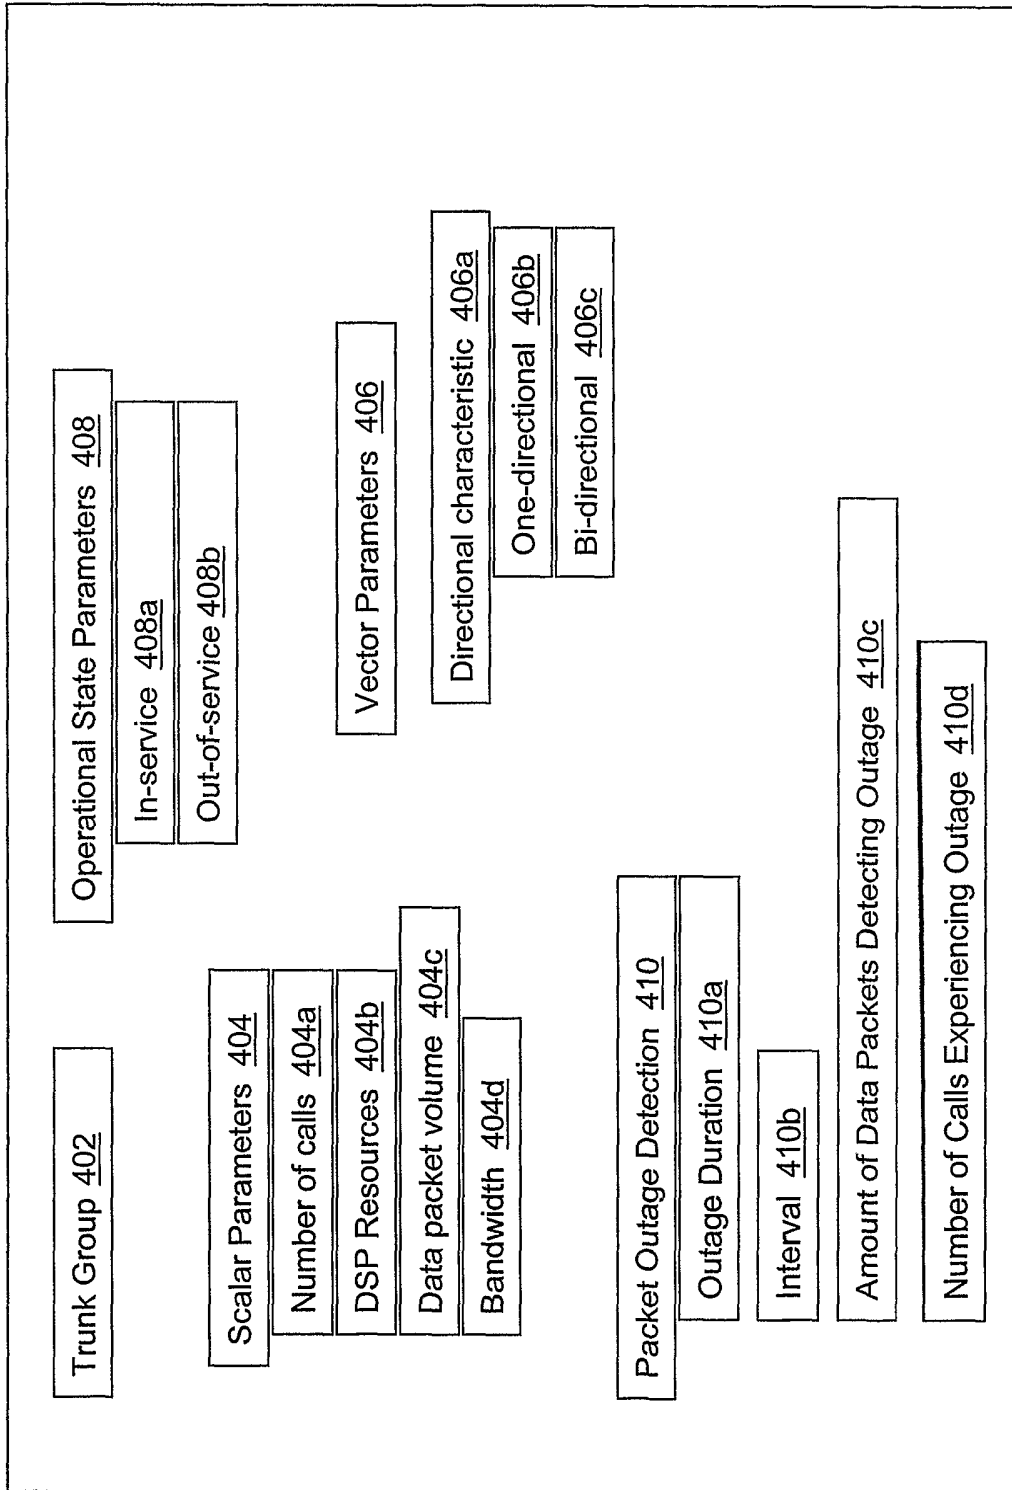 Trunk Group 402
Operational State Parameters 408
In-service 408a
Out-of-service 408b
Scalar Parameters 404
Number of calls 404a
DSP Resources 404b
Data packet volume 404c
Bandwidth 404d
Vector Parameters 406
Directional characteristic 406a
One-directional 406b
Bi-directional 406c
Packet Outage Detection 410
Outage Duration 410a
Interval 410b
Amount of Data Packets Detecting Outage 410c
Number of Calls Experiencing Outage 410d